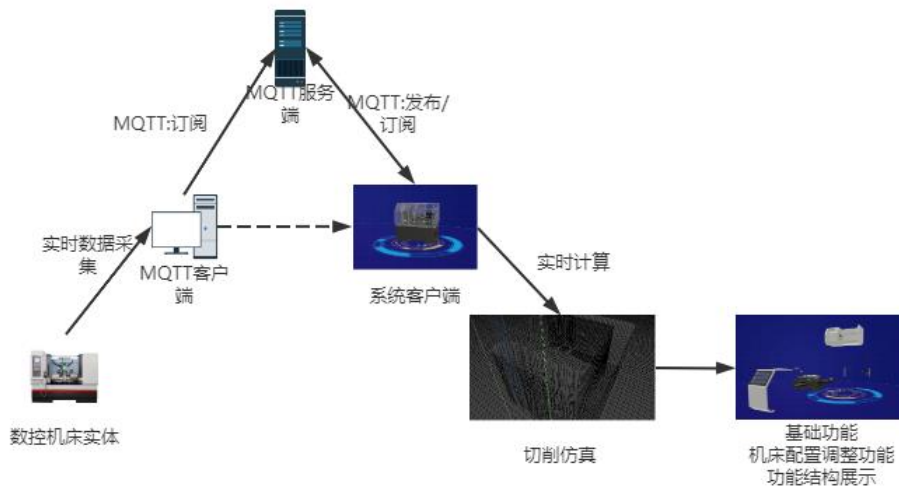 MQTT服务
端
MQTT:订阅
MQTT:发布/
订阅
实时数据采
集
MQTT客户
端
系统客户端
实时计算
数控机床实体
切削仿真
基础功能
机床配置调整功能
功能结构展示